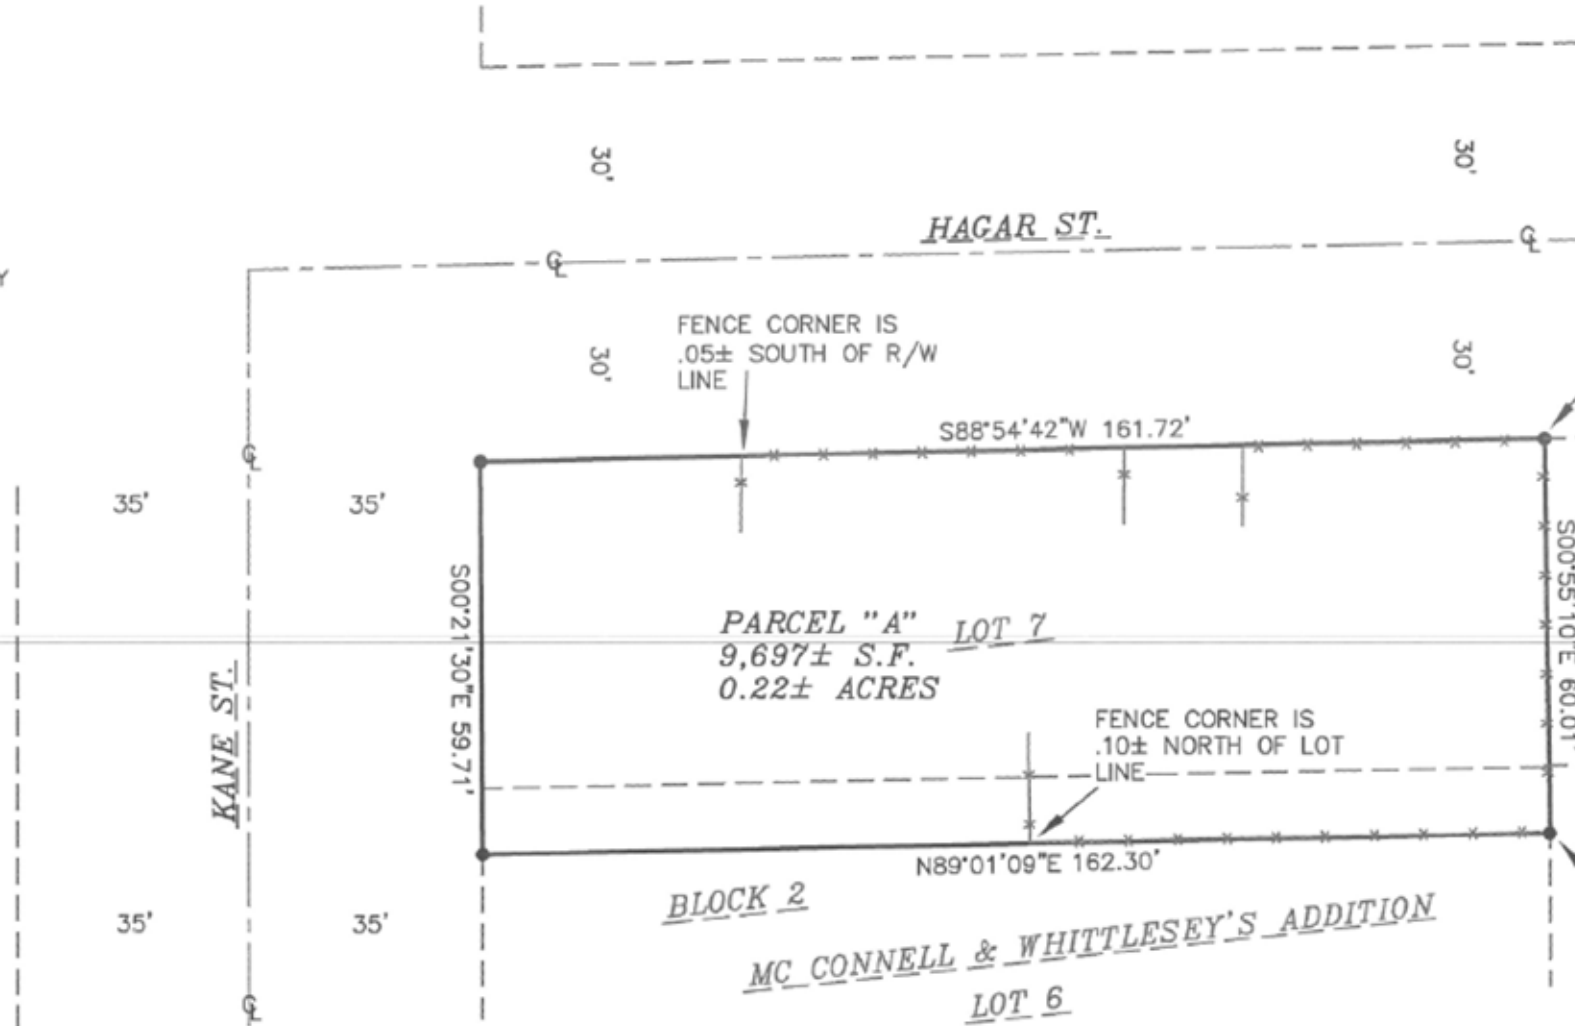 30'
30'
HAGAR ST.
℄
℄
Y
FENCE CORNER IS
.05± SOUTH OF R/W
LINE
30'
30'
S88°54'42"W 161.72'
℄
35'
35'
S00°21'30"E 59.71'
S00°55'10"E 60.01'
PARCEL "A"
9,697± S.F.
0.22± ACRES
LOT 7
KANE ST.
FENCE CORNER IS
.10± NORTH OF LOT
LINE
N89°01'09"E 162.30'
BLOCK 2
35'
35'
MC CONNELL & WHITTLESEY'S ADDITION
LOT 6
℄